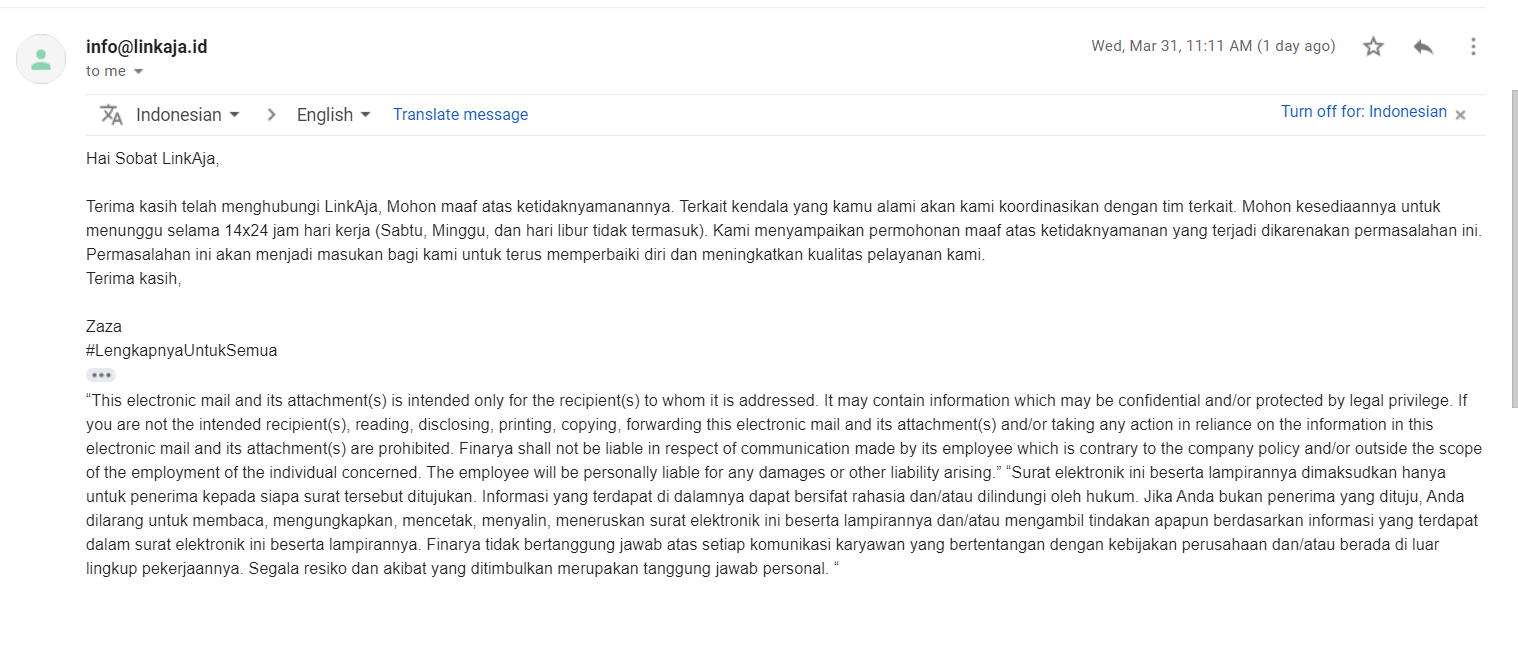 info@linkaja.id
Wed, Mar 31, 11:11 AM (1 day ago)
to me
Indonesian
English
Translate message
Turn off for: Indonesian
Hai Sobat LinkAja,
Terima kasih telah menghubungi LinkAja, Mohon maaf atas ketidaknyamanannya. Terkait kendala yang kamu alami akan kami koordinasikan dengan tim terkait. Mohon kesediaannya untuk
menunggu selama 14x24 jam hari kerja (Sabtu, Minggu, dan hari libur tidak termasuk). Kami menyampaikan permohonan maaf atas ketidaknyamanan yang terjadi dikarenakan permasalahan ini.
Permasalahan ini akan menjadi masukan bagi kami untuk terus memperbaiki diri dan meningkatkan kualitas pelayanan kami.
Terima kasih,
Zaza
#LengkapnyaUntukSemua
“This electronic mail and its attachment(s) is intended only for the recipient(s) to whom it is addressed. It may contain information which may be confidential and/or protected by legal privilege. If
you are not the intended recipient(s), reading, disclosing, printing, copying, forwarding this electronic mail and its attachment(s) and/or taking any action in reliance on the information in this
electronic mail and its attachment(s) are prohibited. Finarya shall not be liable in respect of communication made by its employee which is contrary to the company policy and/or outside the scope
of the employment of the individual concerned. The employee will be personally liable for any damages or other liability arising.” “Surat elektronik ini beserta lampirannya dimaksudkan hanya
untuk penerima kepada siapa surat tersebut ditujukan. Informasi yang terdapat di dalamnya dapat bersifat rahasia dan/atau dilindungi oleh hukum. Jika Anda bukan penerima yang dituju, Anda
dilarang untuk membaca, mengungkapkan, mencetak, menyalin, meneruskan surat elektronik ini beserta lampirannya dan/atau mengambil tindakan apapun berdasarkan informasi yang terdapat
dalam surat elektronik ini beserta lampirannya. Finarya tidak bertanggung jawab atas setiap komunikasi karyawan yang bertentangan dengan kebijakan perusahaan dan/atau berada di luar
lingkup pekerjaannya. Segala resiko dan akibat yang ditimbulkan merupakan tanggung jawab personal. “